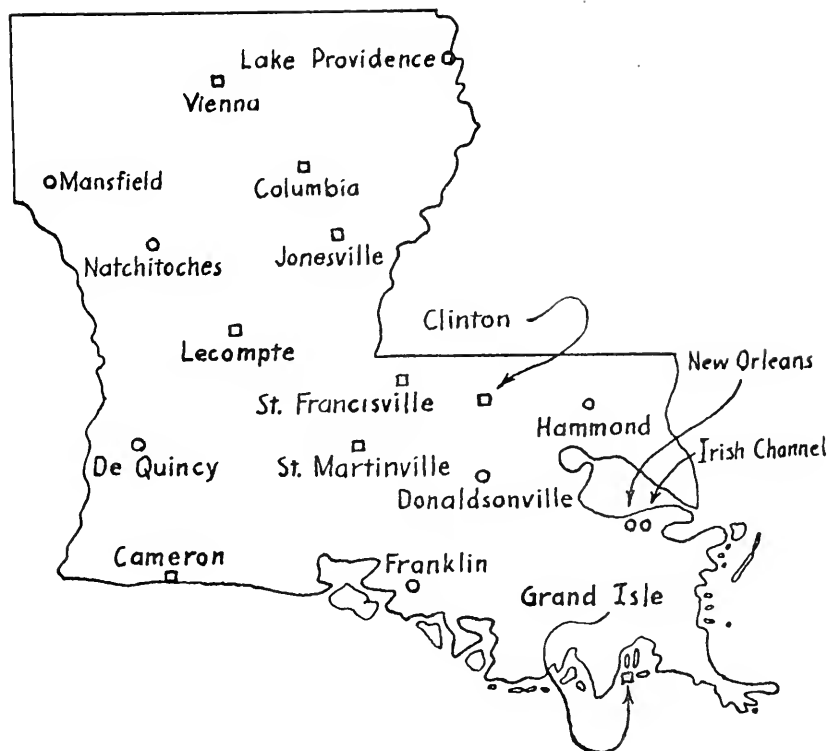 Lake Providence
Vienna
Mansfield
Columbia
Natchitoches
Jonesville
Clinton
Lecompte
New Orleans
St. Francisville
Hammond
Irish Channel
De Quincy
St. Martinville
Donaldsonville
Cameron
Franklin
Grand Isle